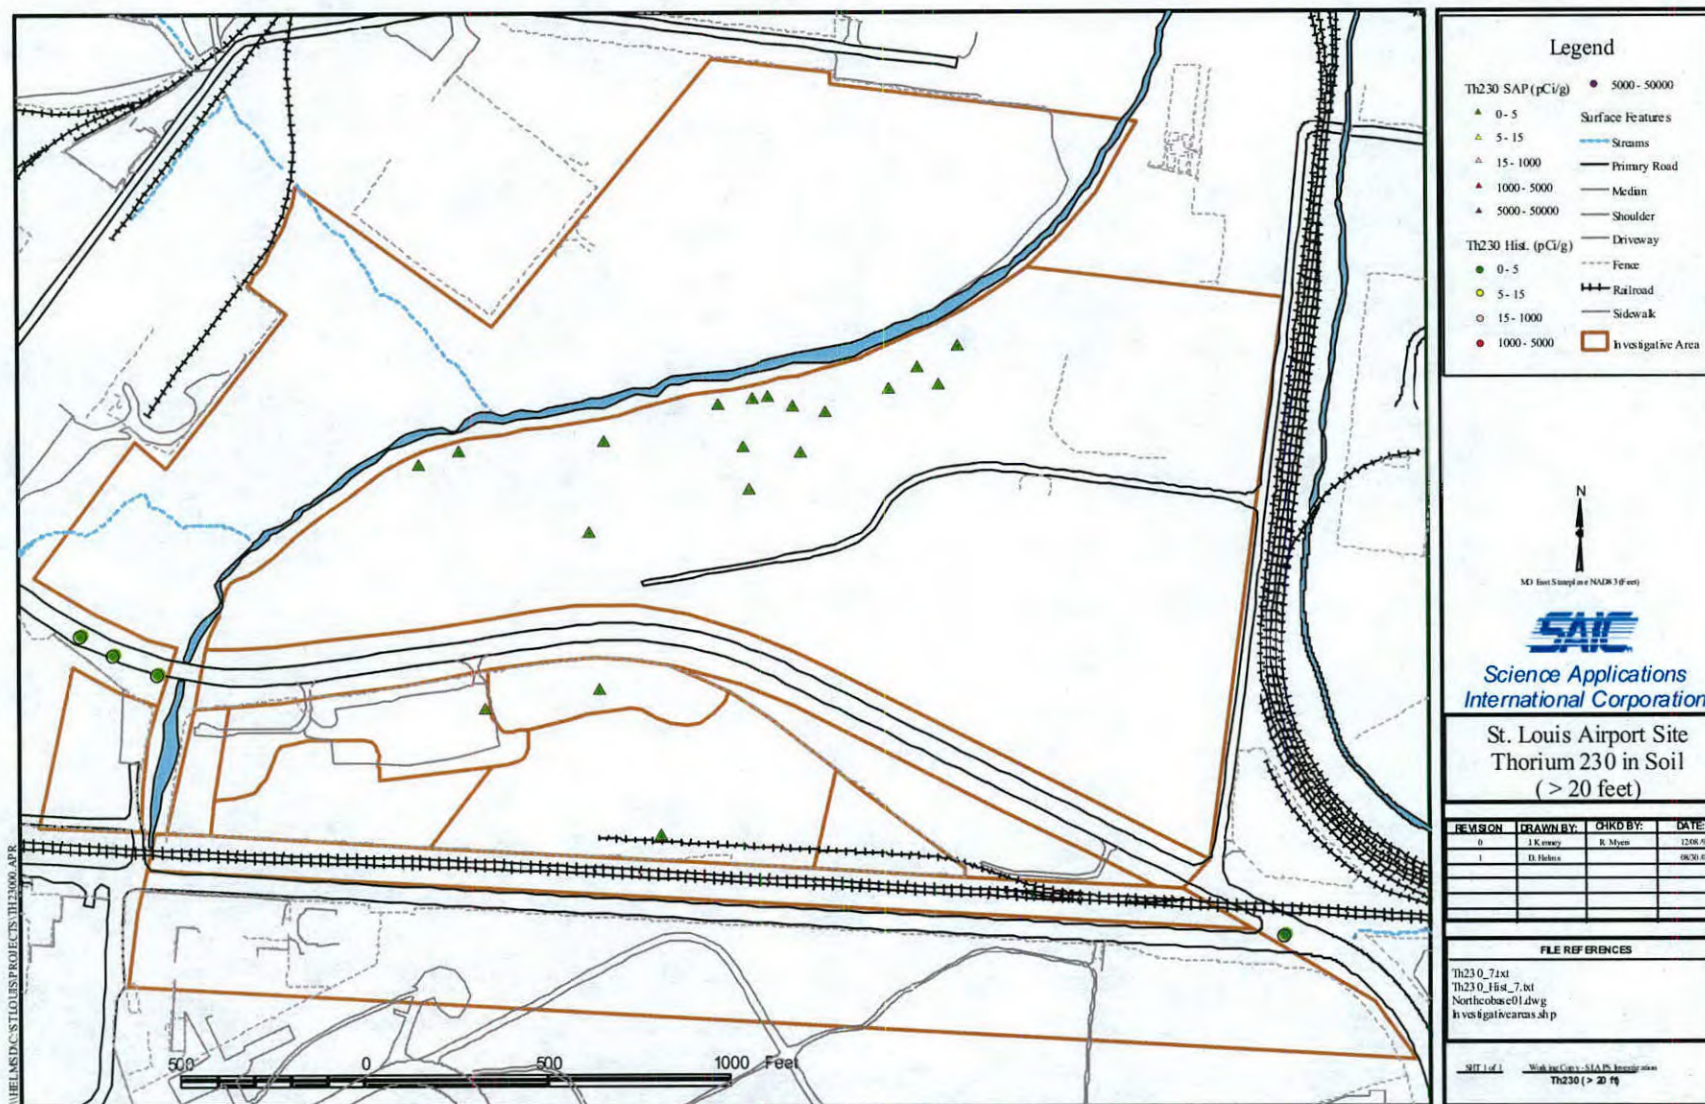 Legend
Th230 SAP (pCi/g)
0 - 5
5 - 15
15 - 1000
1000 - 5000
5000 - 50000
Th230 Hist. (pCi/g)
0 - 5
5 - 15
15 - 1000
1000 - 5000
5000 - 50000
Surface Features
Streams
Primary Road
Median
Shoulder
Driveway
Fence
Railroad
Sidewalk
Investigative Area
N
SAIC
Science Applications
International Corporation
St. Louis Airport Site
Thorium 230 in Soil
( > 20 feet)
REVISION DRAWN BY: CHKD BY: DATE:
0 J Kenney R. Myers
1 D. Helms
FILE REFERENCES
Th230_7.txt
Th230_Hist_7.txt
Northcobase01.dwg
Investigativeareas.shp
SHT 1 of 1
Th230 ( > 20 ft)
500 0 500 1000 Feet